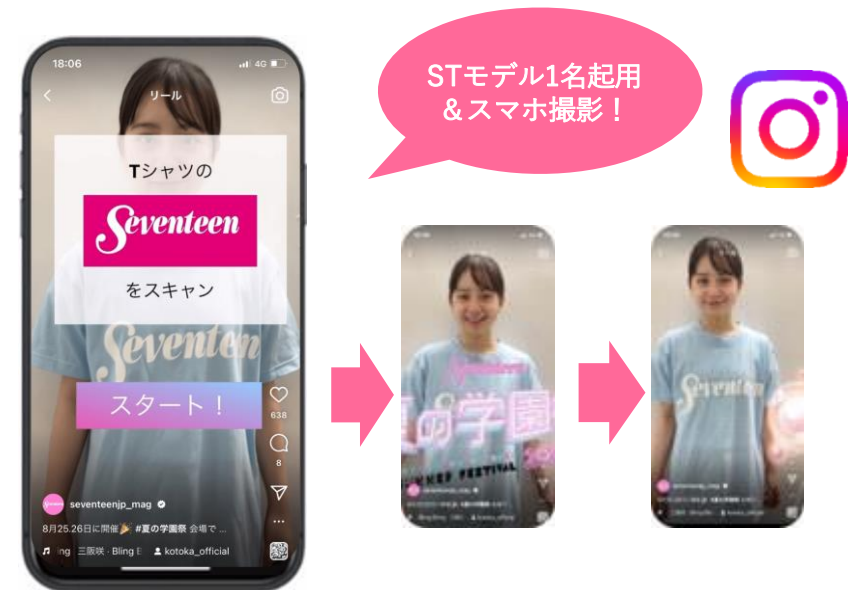 STモデル1名起用
＆スマホ撮影！
18:06
4G
リール
Tシャツの
Seventeen
をスキャン
Seventeen
スタート！
638
8
seventeenjp_mag
8月25.26日に開催🎉 #夏の学園祭 会場で ...
ing 三阪咲 · Bling B
kotoka_official
Seventeen
の学園
FESTIVAL
Seventeen